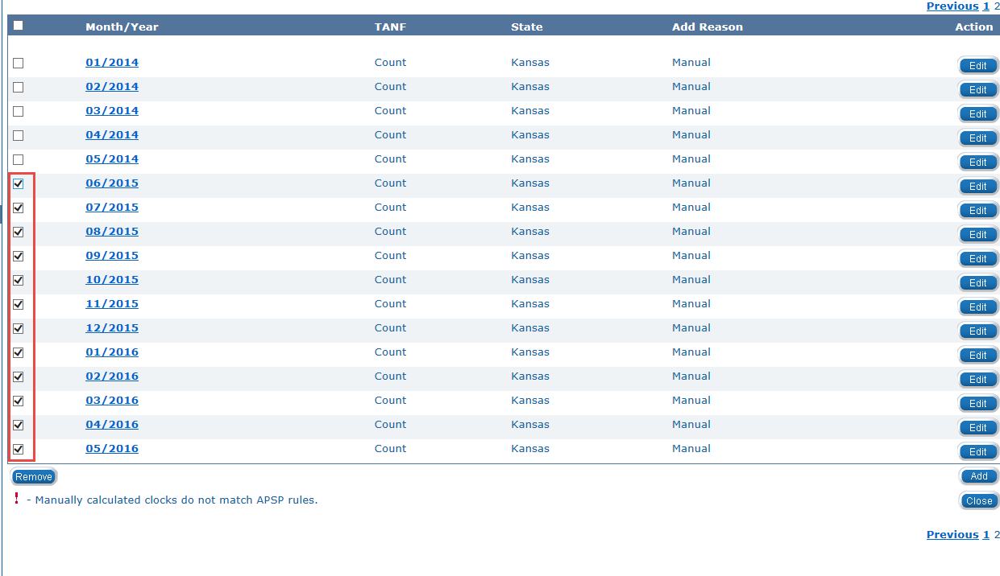 Previous 1 2
Month/Year TANF State Add Reason Action
01/2014 Count Kansas Manual Edit
02/2014 Count Kansas Manual Edit
03/2014 Count Kansas Manual Edit
04/2014 Count Kansas Manual Edit
05/2014 Count Kansas Manual Edit
06/2015 Count Kansas Manual Edit
07/2015 Count Kansas Manual Edit
08/2015 Count Kansas Manual Edit
09/2015 Count Kansas Manual Edit
10/2015 Count Kansas Manual Edit
11/2015 Count Kansas Manual Edit
12/2015 Count Kansas Manual Edit
01/2016 Count Kansas Manual Edit
02/2016 Count Kansas Manual Edit
03/2016 Count Kansas Manual Edit
04/2016 Count Kansas Manual Edit
05/2016 Count Kansas Manual Edit
Remove Add
! - Manually calculated clocks do not match APSP rules. Close
Previous 1 2